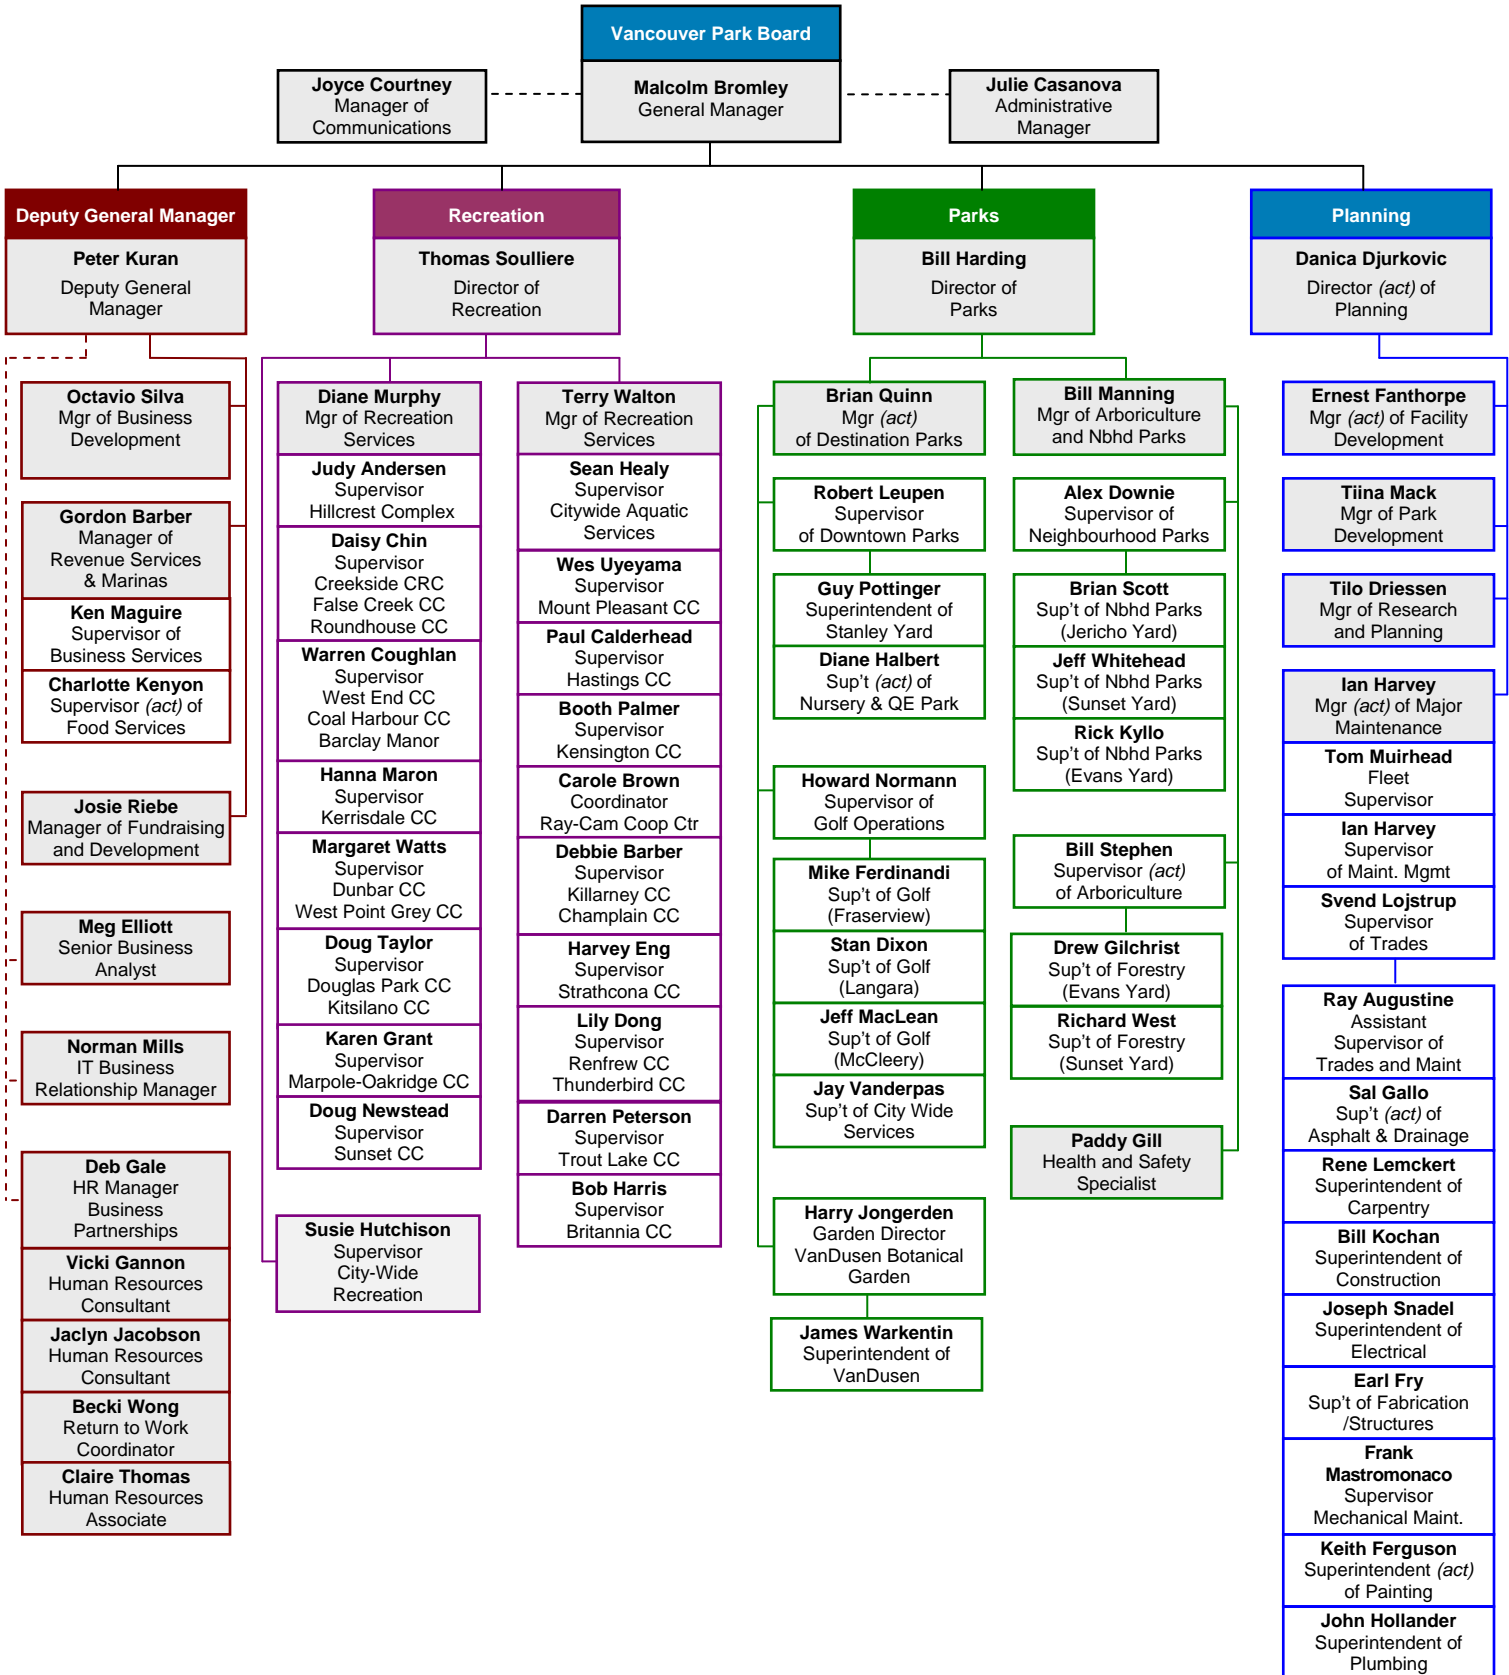 Vancouver Park Board
Malcolm Bromley
General Manager
Joyce Courtney
Manager of
Communications
Julie Casanova
Administrative
Manager
Deputy General Manager
Peter Kuran
Deputy General
Manager
Octavio Silva
Mgr of Business
Development
Gordon Barber
Manager of
Revenue Services
& Marinas
Ken Maguire
Supervisor of
Business Services
Charlotte Kenyon
Supervisor (act) of
Food Services
Josie Riebe
Manager of Fundraising
and Development
Meg Elliott
Senior Business
Analyst
Norman Mills
IT Business
Relationship Manager
Deb Gale
HR Manager
Business
Partnerships
Vicki Gannon
Human Resources
Consultant
Jaclyn Jacobson
Human Resources
Consultant
Becki Wong
Return to Work
Coordinator
Claire Thomas
Human Resources
Associate
Recreation
Thomas Soulliere
Director of
Recreation
Diane Murphy
Mgr of Recreation
Services
Judy Andersen
Supervisor
Hillcrest Complex
Daisy Chin
Supervisor
Creekside CRC
False Creek CC
Roundhouse CC
Warren Coughlan
Supervisor
West End CC
Coal Harbour CC
Barclay Manor
Hanna Maron
Supervisor
Kerrisdale CC
Margaret Watts
Supervisor
Dunbar CC
West Point Grey CC
Doug Taylor
Supervisor
Douglas Park CC
Kitsilano CC
Karen Grant
Supervisor
Marpole-Oakridge CC
Doug Newstead
Supervisor
Sunset CC
Susie Hutchison
Supervisor
City-Wide
Recreation
Terry Walton
Mgr of Recreation
Services
Sean Healy
Supervisor
Citywide Aquatic
Services
Wes Uyeyama
Supervisor
Mount Pleasant CC
Paul Calderhead
Supervisor
Hastings CC
Booth Palmer
Supervisor
Kensington CC
Carole Brown
Coordinator
Ray-Cam Coop Ctr
Debbie Barber
Supervisor
Killarney CC
Champlain CC
Harvey Eng
Supervisor
Strathcona CC
Lily Dong
Supervisor
Renfrew CC
Thunderbird CC
Darren Peterson
Supervisor
Trout Lake CC
Bob Harris
Supervisor
Britannia CC
Parks
Bill Harding
Director of
Parks
Brian Quinn
Mgr (act)
of Destination Parks
Robert Leupen
Supervisor
of Downtown Parks
Guy Pottinger
Superintendent of
Stanley Yard
Diane Halbert
Sup't (act) of
Nursery & QE Park
Howard Normann
Supervisor of
Golf Operations
Mike Ferdinandi
Sup't of Golf
(Fraserview)
Stan Dixon
Sup't of Golf
(Langara)
Jeff MacLean
Sup't of Golf
(McCleery)
Jay Vanderpas
Sup't of City Wide
Services
Harry Jongerden
Garden Director
VanDusen Botanical
Garden
James Warkentin
Superintendent of
VanDusen
Bill Manning
Mgr of Arboriculture
and Nbhd Parks
Alex Downie
Supervisor of
Neighbourhood Parks
Brian Scott
Sup't of Nbhd Parks
(Jericho Yard)
Jeff Whitehead
Sup't of Nbhd Parks
(Sunset Yard)
Rick Kyllo
Sup't of Nbhd Parks
(Evans Yard)
Bill Stephen
Supervisor (act)
of Arboriculture
Drew Gilchrist
Sup't of Forestry
(Evans Yard)
Richard West
Sup't of Forestry
(Sunset Yard)
Paddy Gill
Health and Safety
Specialist
Planning
Danica Djurkovic
Director (act) of
Planning
Ernest Fanthorpe
Mgr (act) of Facility
Development
Tiina Mack
Mgr of Park
Development
Tilo Driessen
Mgr of Research
and Planning
Ian Harvey
Mgr (act) of Major
Maintenance
Tom Muirhead
Fleet
Supervisor
Ian Harvey
Supervisor
of Maint. Mgmt
Svend Lojstrup
Supervisor
of Trades
Ray Augustine
Assistant
Supervisor of
Trades and Maint
Sal Gallo
Sup't (act) of
Asphalt & Drainage
Rene Lemckert
Superintendent of
Carpentry
Bill Kochan
Superintendent of
Construction
Joseph Snadel
Superintendent of
Electrical
Earl Fry
Sup't of Fabrication
/Structures
Frank
Mastromonaco
Supervisor
Mechanical Maint.
Keith Ferguson
Superintendent (act)
of Painting
John Hollander
Superintendent of
Plumbing